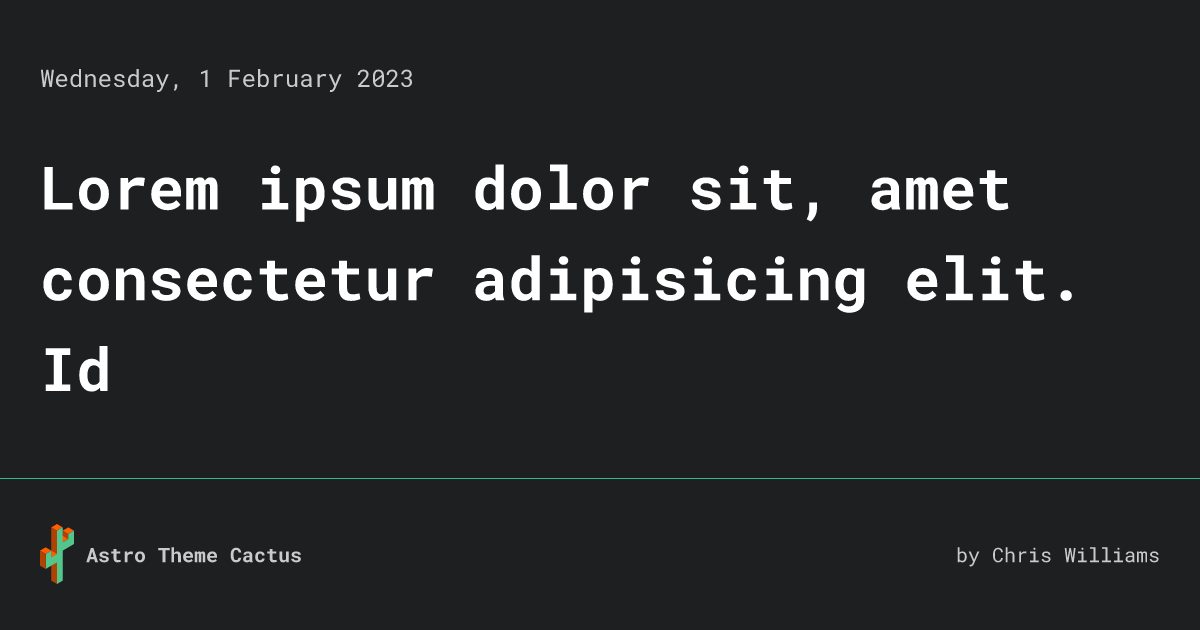 Wednesday, 1 February 2023
Lorem ipsum dolor sit, amet
consectetur adipisicing elit.
Id
Astro Theme Cactus
by Chris Williams